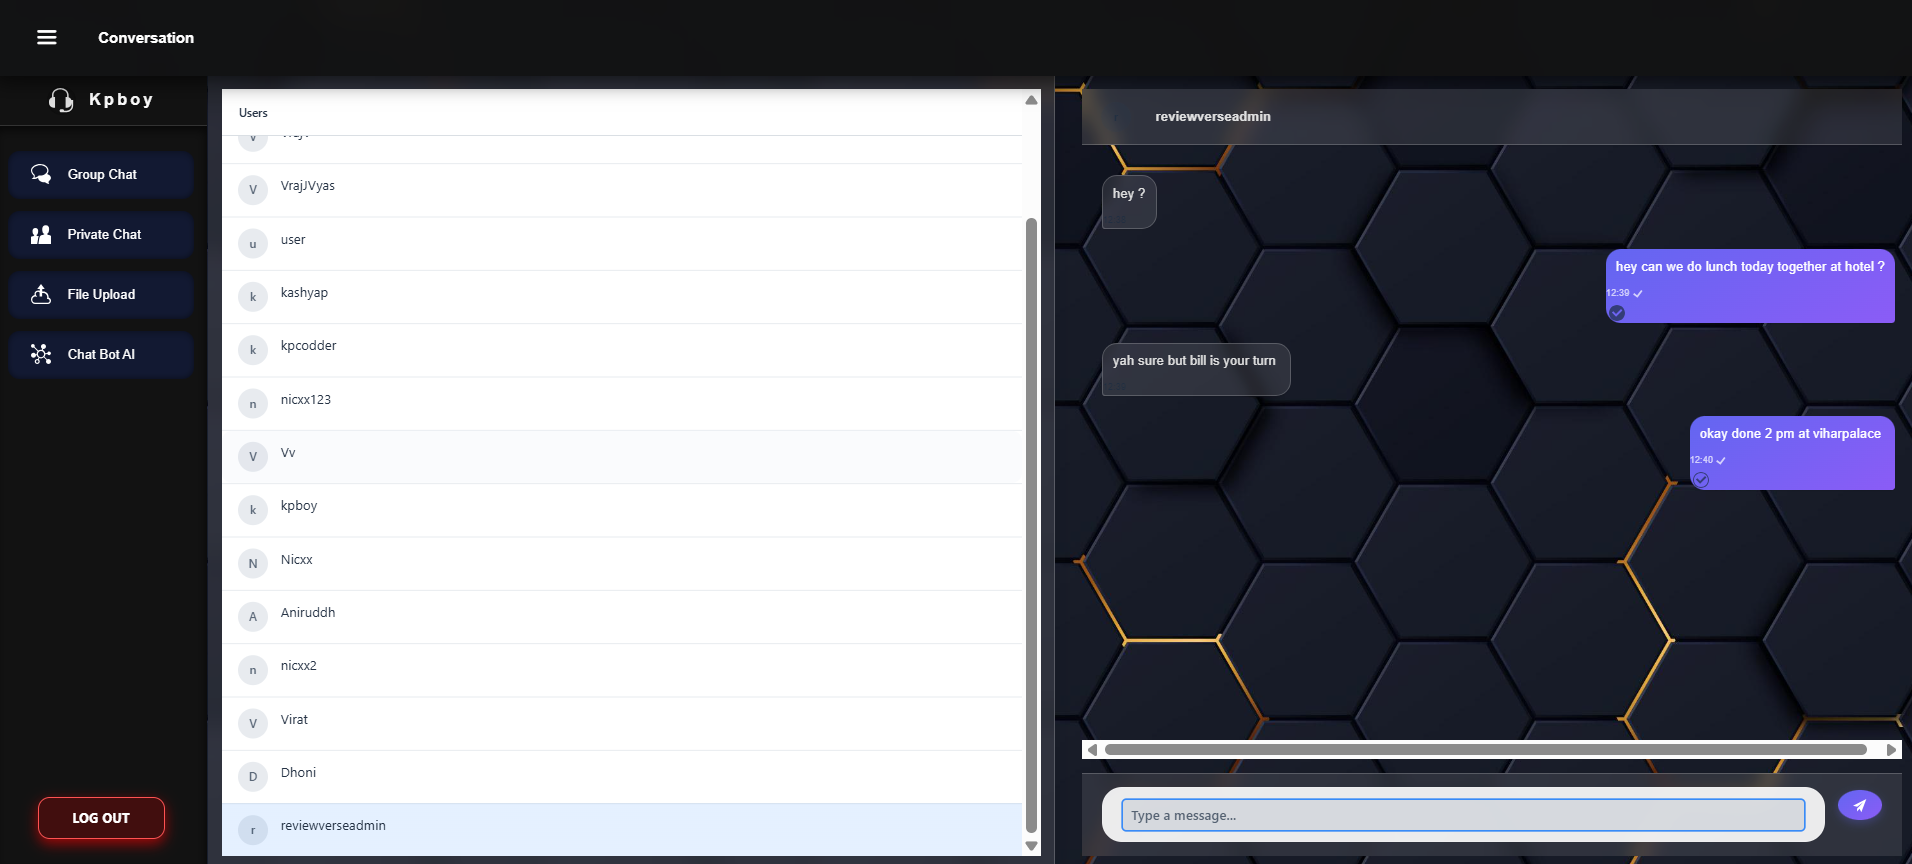 Conversation
Kpboy
Group Chat
Private Chat
File Upload
Chat Bot AI
LOG OUT
Users
V
V
VrajJVyas
u
user
k
kashyap
k
kpcodder
n
nicxx123
V
Vv
k
kpboy
N
Nicxx
A
Aniruddh
n
nicxx2
V
Virat
D
Dhoni
r
reviewverseadmin
reviewverseadmin
hey ?
hey can we do lunch today together at hotel ?
12:39
yah sure but bill is your turn
okay done 2 pm at viharpalace
12:40
Type a message...